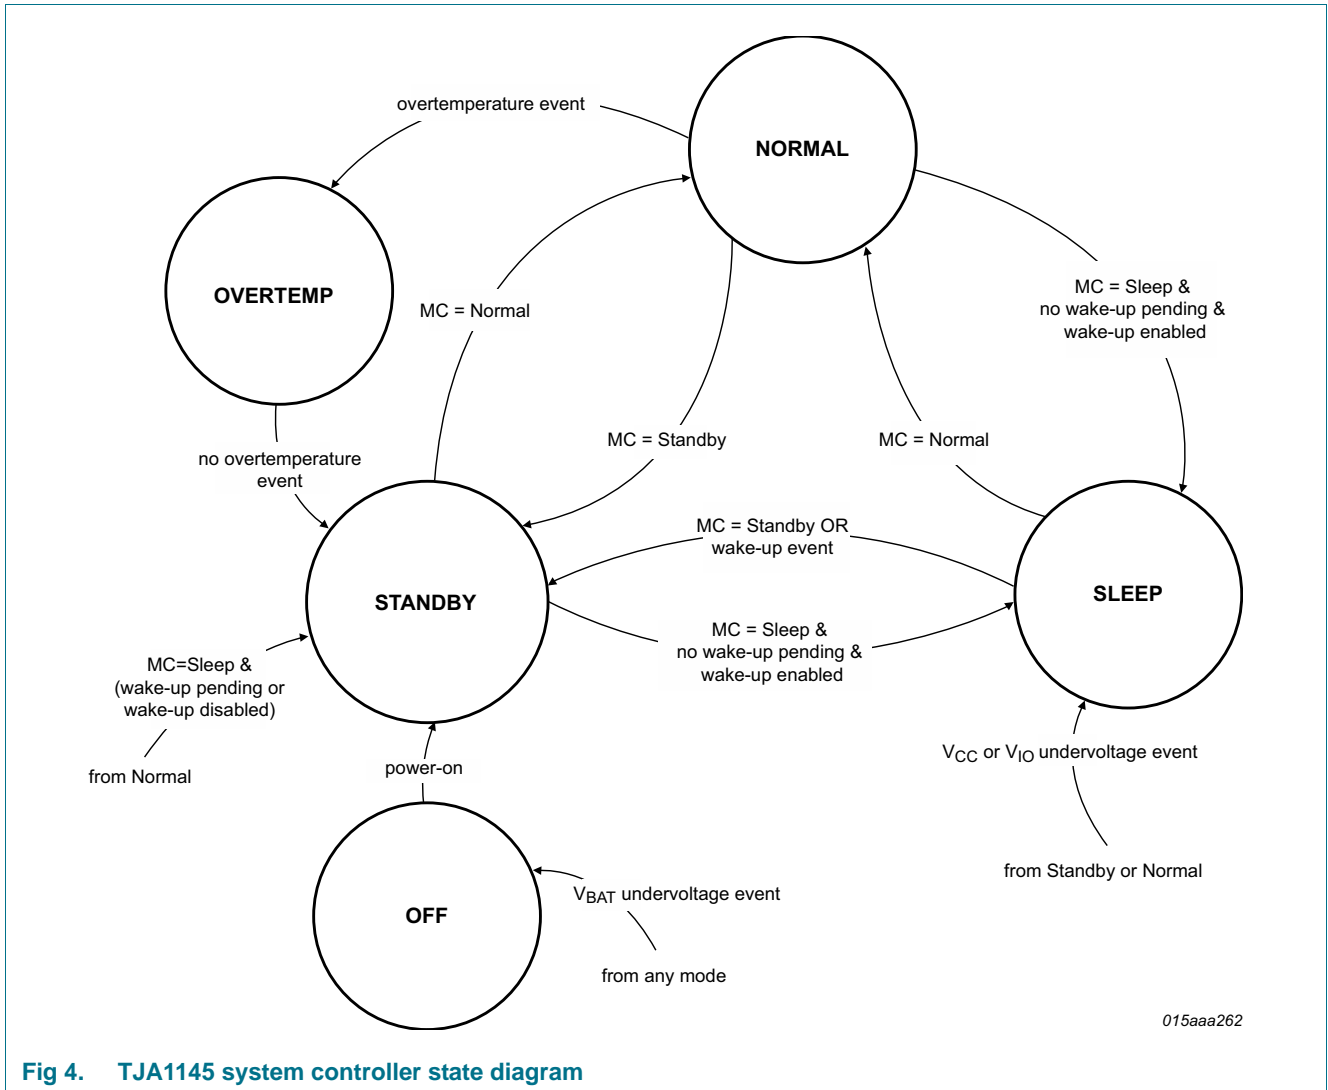 overtemperature event
NORMAL
OVERTEMP
MC = Normal
MC = Sleep &
no wake-up pending &
wake-up enabled
no overtemperature
event
MC = Standby
MC = Normal
MC = Standby OR
wake-up event
STANDBY
SLEEP
MC = Sleep &
no wake-up pending &
wake-up enabled
MC=Sleep &
(wake-up pending or
wake-up disabled)
from Normal
power-on
VCC or VIO undervoltage event
from Standby or Normal
OFF
VBAT undervoltage event
from any mode
015aaa262
Fig 4. TJA1145 system controller state diagram